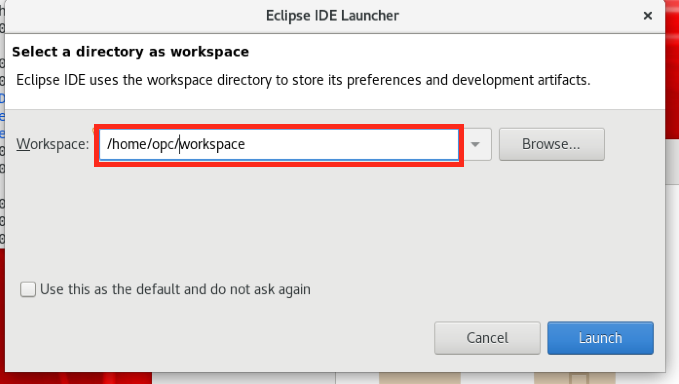 Eclipse IDE Launcher
Select a directory as workspace
Eclipse IDE uses the workspace directory to store its preferences and development artifacts.
Workspace: /home/opc/workspace Browse...
Use this as the default and do not ask again
Cancel Launch